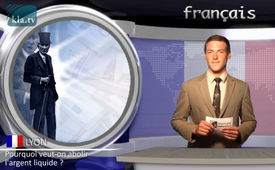 kla.tv
français
LYON
Pourquoi veut-on abolir
l'argent liquide ?